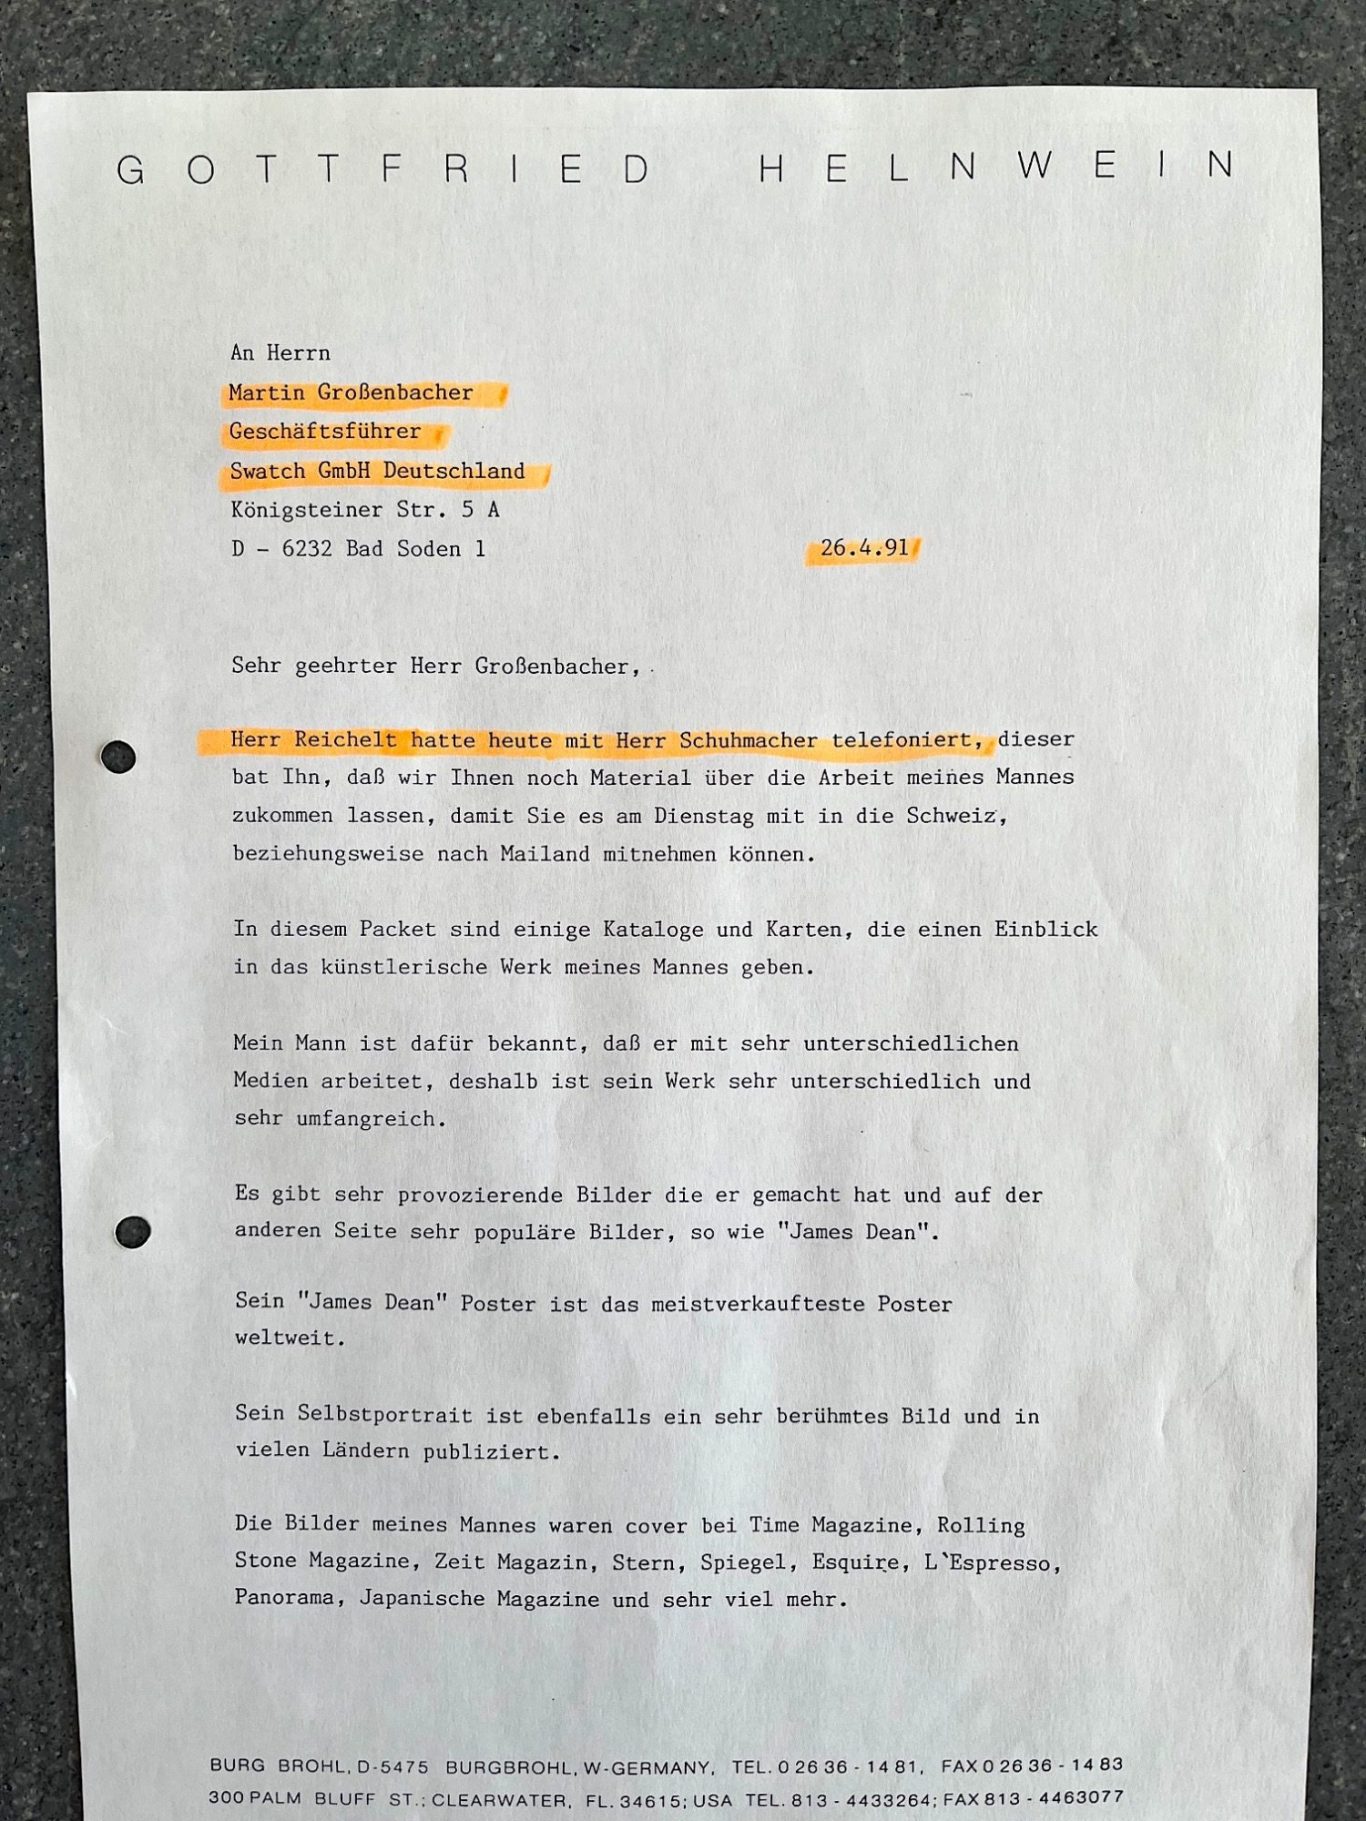 GOTTFRIED HELNWEIN
An Herrn
Martin Großenbacher
Geschäftsführer
Swatch GmbH Deutschland
Königsteiner Str. 5 A
D - 6232 Bad Soden 1
26.4.91
Sehr geehrter Herr Großenbacher,
Herr Reichelt hatte heute mit Herr Schuhmacher telefoniert, dieser
bat Ihn, daß wir Ihnen noch Material über die Arbeit meines Mannes
zukommen lassen, damit Sie es am Dienstag mit in die Schweiz,
beziehungsweise nach Mailand mitnehmen können.
In diesem Packet sind einige Kataloge und Karten, die einen Einblick
in das künstlerische Werk meines Mannes geben.
Mein Mann ist dafür bekannt, daß er mit sehr unterschiedlichen
Medien arbeitet, deshalb ist sein Werk sehr unterschiedlich und
sehr umfangreich.
Es gibt sehr provozierende Bilder die er gemacht hat und auf der
anderen Seite sehr populäre Bilder, so wie "James Dean".
Sein "James Dean" Poster ist das meistverkaufteste Poster
weltweit.
Sein Selbstportrait ist ebenfalls ein sehr berühmtes Bild und in
vielen Ländern publiziert.
Die Bilder meines Mannes waren cover bei Time Magazine, Rolling
Stone Magazine, Zeit Magazin, Stern, Spiegel, Esquire, L`Espresso,
Panorama, Japanische Magazine und sehr viel mehr.
BURG BROHL, D-5475 BURGBROHL, W-GERMANY, TEL. 0 26 36 - 14 81, FAX 0 26 36 - 14 83
300 PALM BLUFF ST.; CLEARWATER, FL. 34615; USA TEL. 813 - 4433264; FAX 813 - 4463077